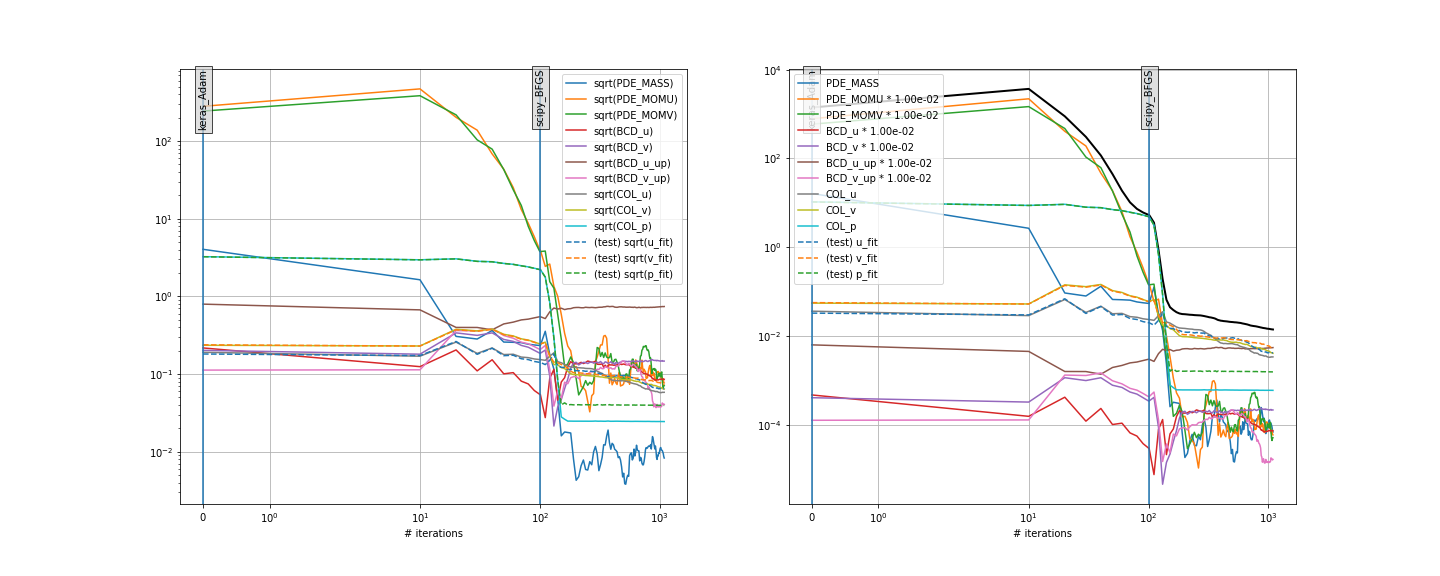 keras_Adam
scipy_BFGS
sqrt(PDE_MASS)
sqrt(PDE_MOMU)
sqrt(PDE_MOMV)
sqrt(BCD_u)
sqrt(BCD_v)
sqrt(BCD_u_up)
sqrt(BCD_v_up)
sqrt(COL_u)
sqrt(COL_v)
sqrt(COL_p)
(test) sqrt(u_fit)
(test) sqrt(v_fit)
(test) sqrt(p_fit)
10²
10¹
10⁰
10⁻¹
10⁻²
0 10⁰ 10¹ 10² 10³
# iterations
keras_Adam
scipy_BFGS
PDE_MASS
PDE_MOMU * 1.00e-02
PDE_MOMV * 1.00e-02
BCD_u * 1.00e-02
BCD_v * 1.00e-02
BCD_u_up * 1.00e-02
BCD_v_up * 1.00e-02
COL_u
COL_v
COL_p
(test) u_fit
(test) v_fit
(test) p_fit
10⁴
10²
10⁰
10⁻²
10⁻⁴
0 10⁰ 10¹ 10² 10³
# iterations